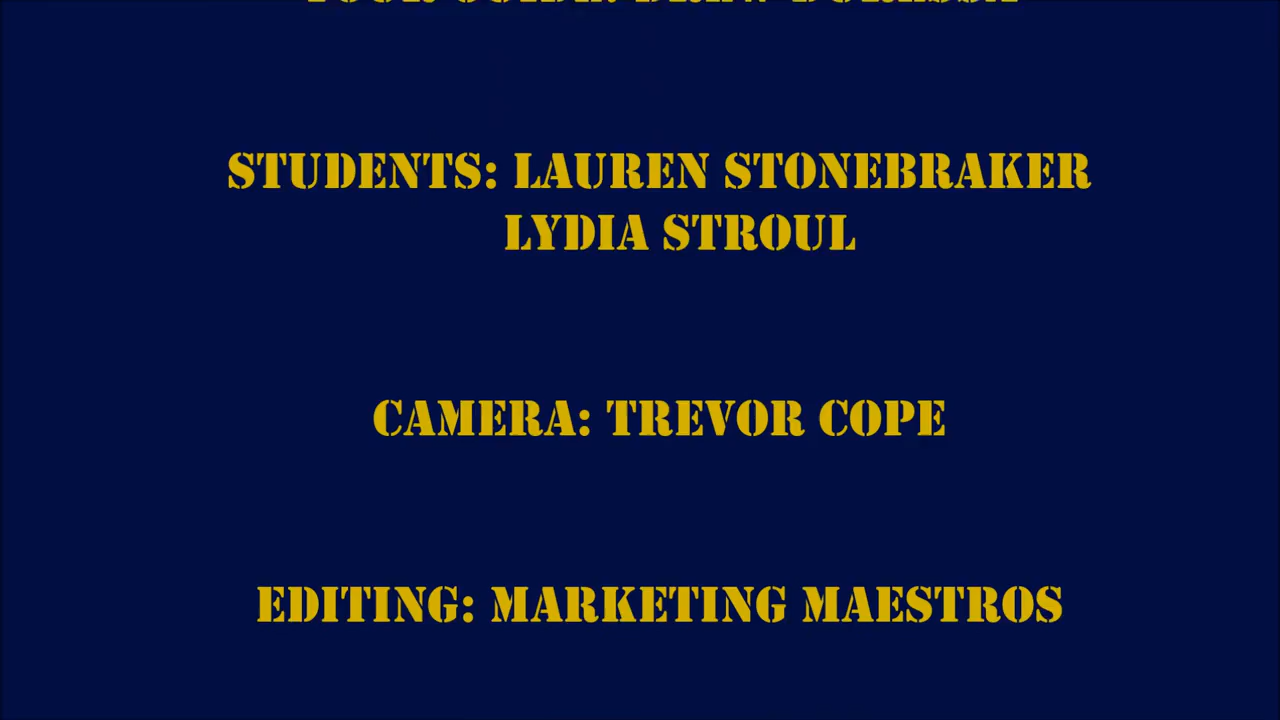 STUDENTS: LAUREN STONEBRAKER
LYDIA STROUL
CAMERA: TREVOR COPE
EDITING: MARKETING MAESTROS